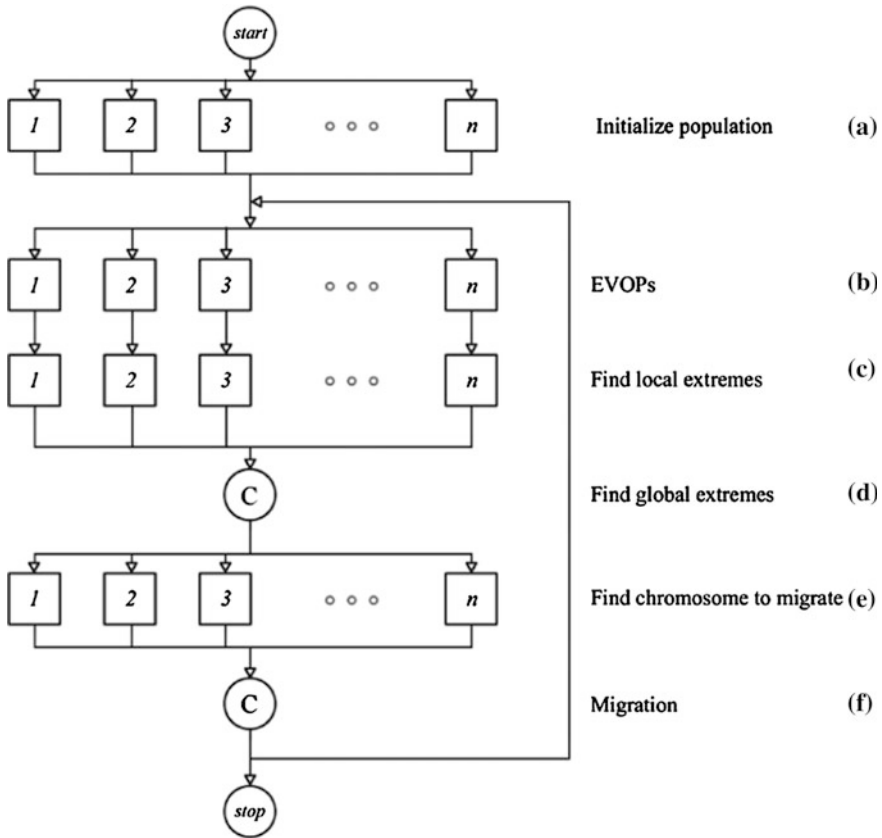 start
1 2 3 n Initialize population (a)
1 2 3 n EVOPs (b)
1 2 3 n Find local extremes (c)
C Find global extremes (d)
1 2 3 n Find chromosome to migrate (e)
C Migration (f)
stop